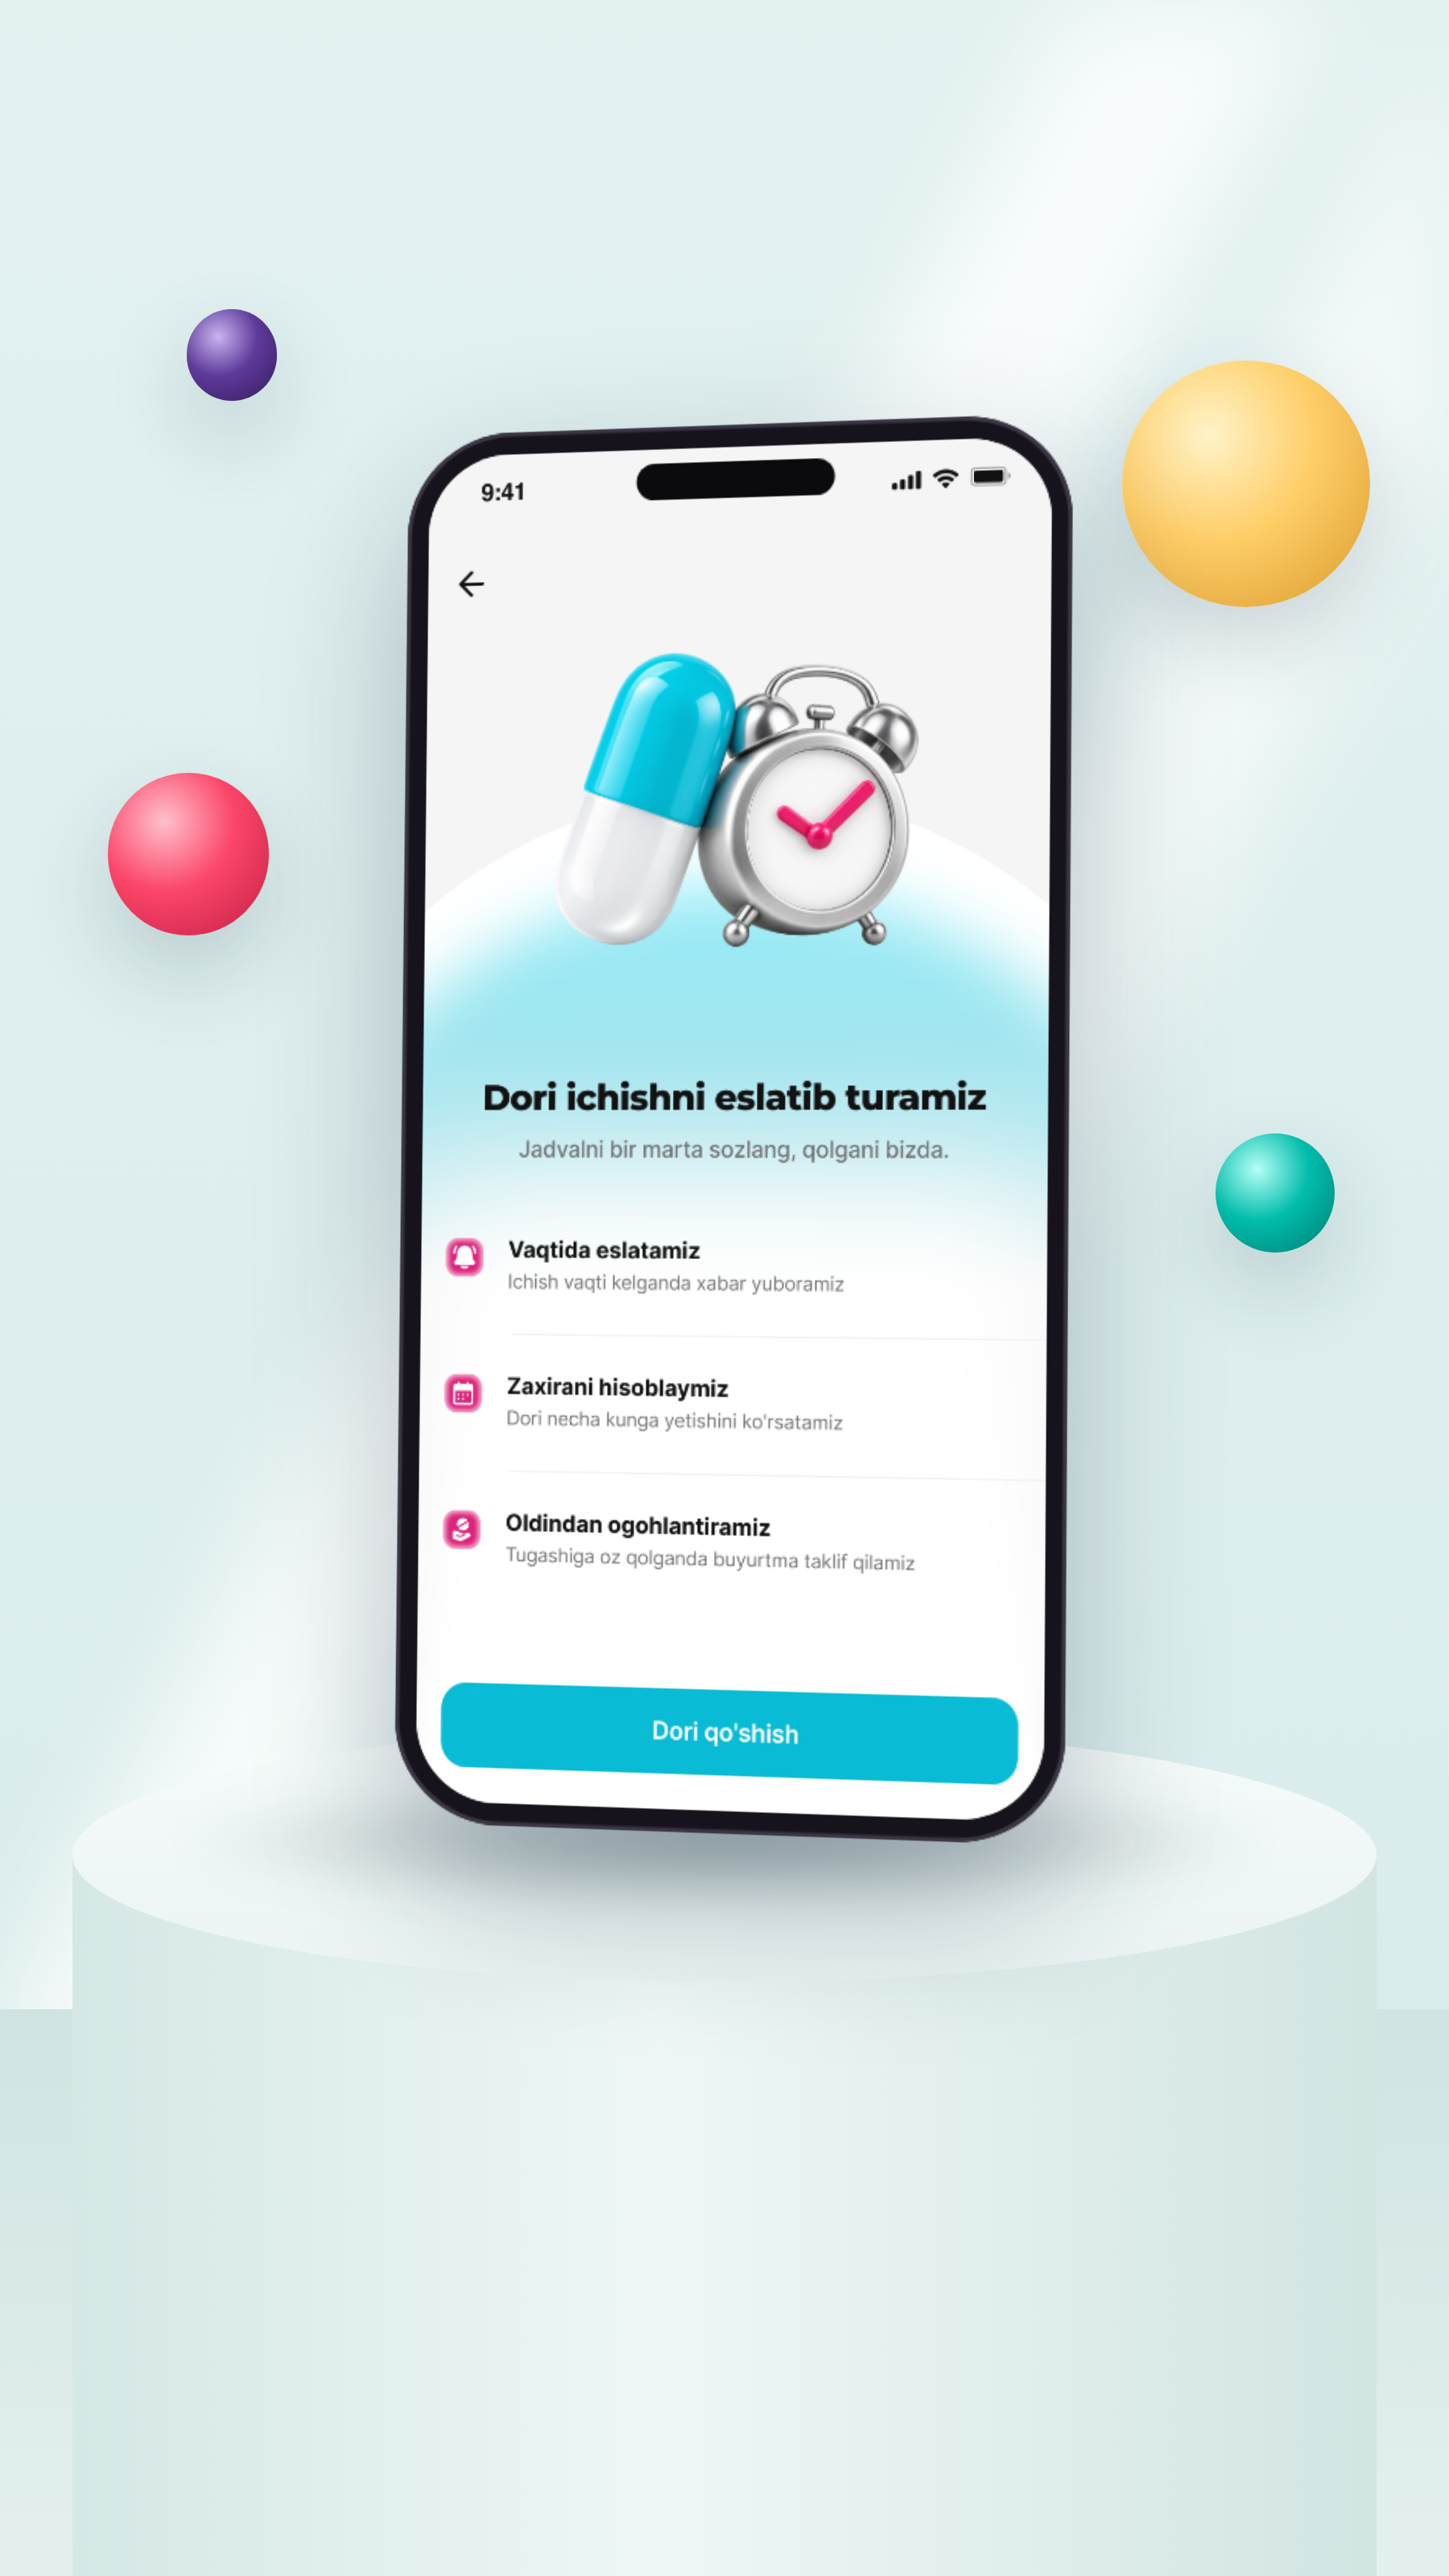 9:41
Dori ichishni eslatib turamiz
Jadvalni bir marta sozlang, qolgani bizda.
Vaqtida eslatamiz
Ichish vaqti kelganda xabar yuboramiz
Zaxirani hisoblaymiz
Dori necha kunga yetishini ko'rsatamiz
Oldindan ogohlantiramiz
Tugashiga oz qolganda buyurtma taklif qilamiz
Dori qo'shish